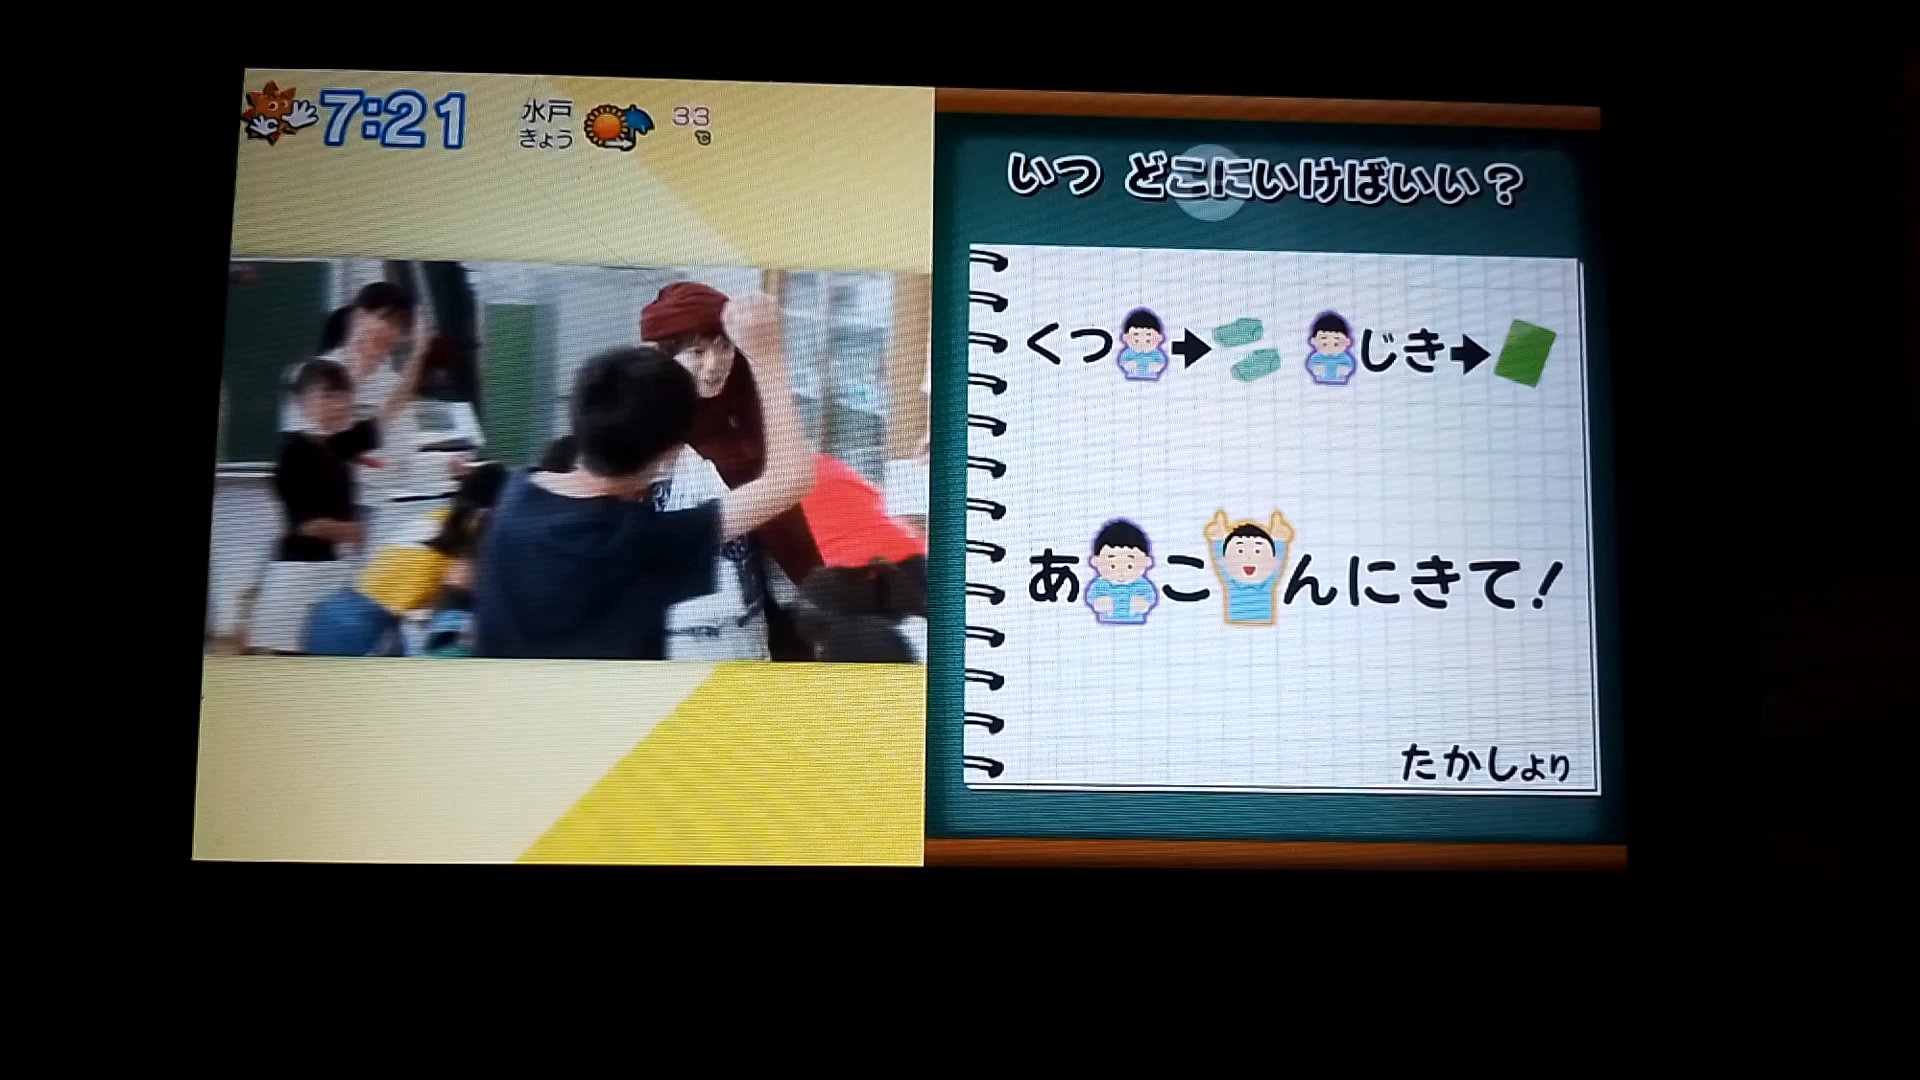 7:21
水戸
きょう
33
℃
いつ どこにいけばいい?
くつ じき
あ こ んにきて!
たかしより